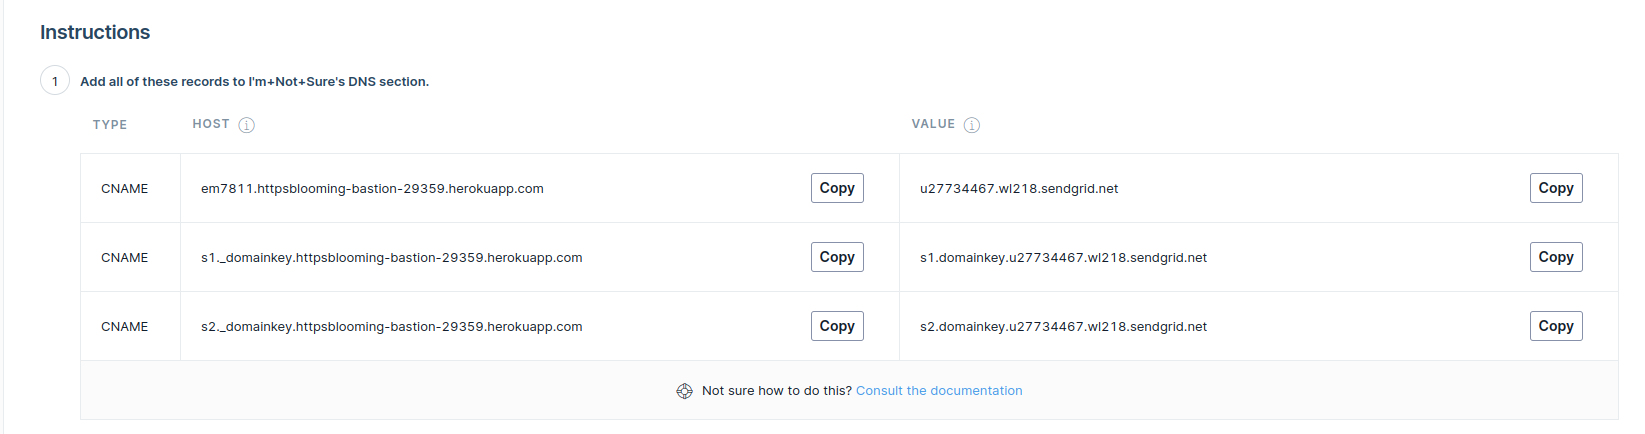 Instructions
1 Add all of these records to I'm+Not+Sure's DNS section.
TYPE HOST VALUE
CNAME em7811.httpsblooming-bastion-29359.herokuapp.com Copy u27734467.wl218.sendgrid.net Copy
CNAME s1._domainkey.httpsblooming-bastion-29359.herokuapp.com Copy s1.domainkey.u27734467.wl218.sendgrid.net Copy
CNAME s2._domainkey.httpsblooming-bastion-29359.herokuapp.com Copy s2.domainkey.u27734467.wl218.sendgrid.net Copy
Not sure how to do this? Consult the documentation